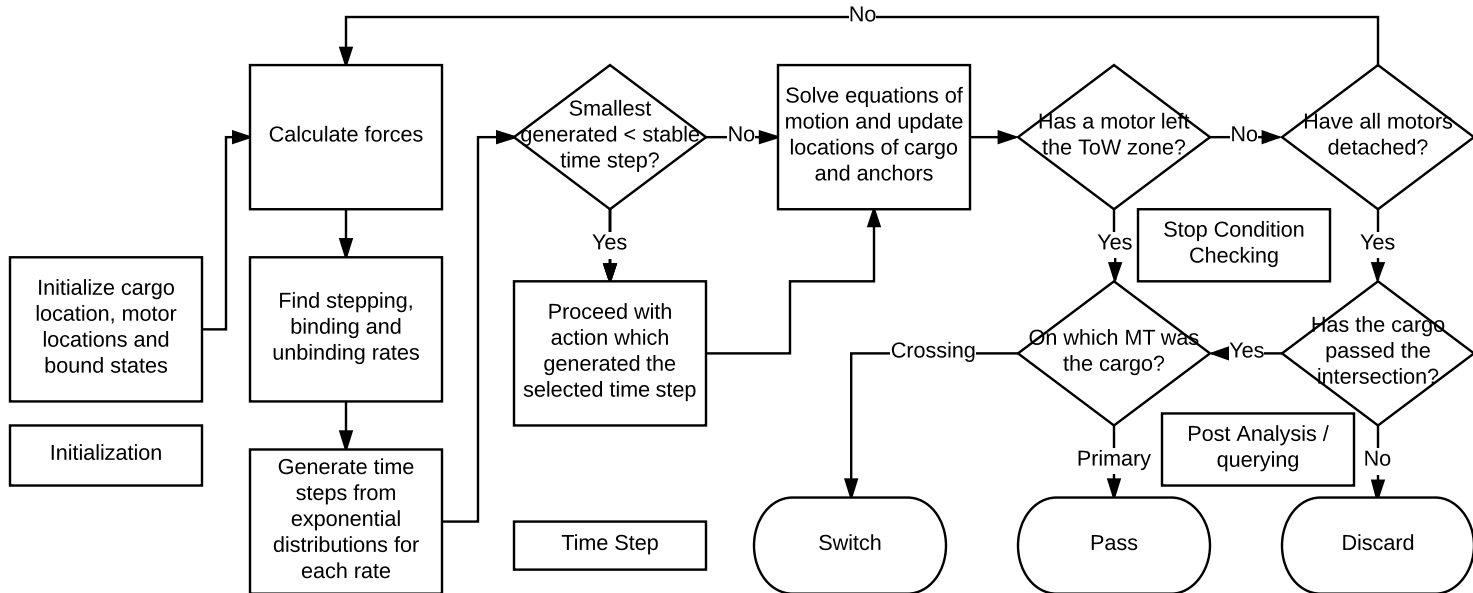 No
Calculate forces
Smallest
generated < stable
time step?
No
Solve equations of
motion and update
locations of cargo
and anchors
Has a motor left
the ToW zone?
No
Have all motors
detached?
Yes
Yes
Stop Condition
Checking
Yes
Initialize cargo
location, motor
locations and
bound states
Find stepping,
binding and
unbinding rates
Proceed with
action which
generated the
selected time step
Crossing
On which MT was
the cargo?
Yes
Has the cargo
passed the
intersection?
Initialization
Generate time
steps from
exponential
distributions for
each rate
Primary
Post Analysis /
querying
No
Time Step
Switch
Pass
Discard